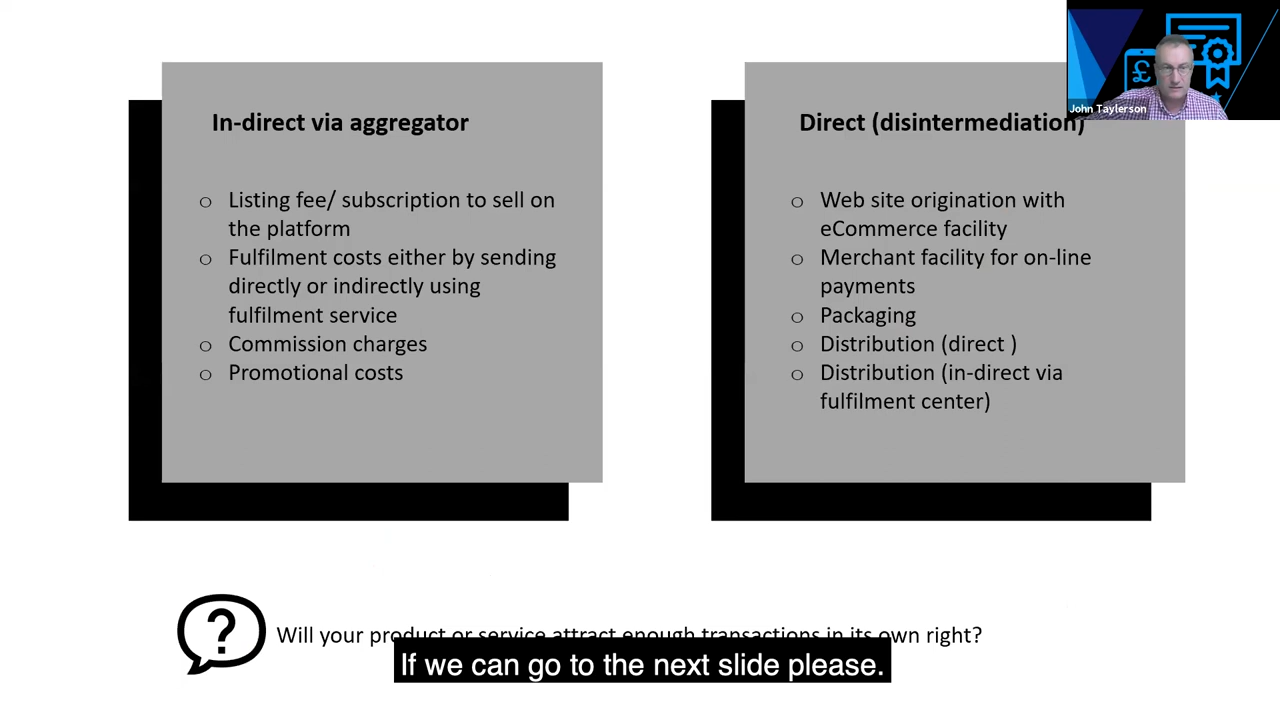 In-direct via aggregator
o Listing fee/ subscription to sell on
the platform
o Fulfilment costs either by sending
directly or indirectly using
fulfilment service
o Commission charges
o Promotional costs
Direct (disintermediation)
o Web site origination with
eCommerce facility
o Merchant facility for on-line
payments
o Packaging
o Distribution (direct )
o Distribution (in-direct via
fulfilment center)
£
John Taylerson
?
Will your product or service attract enough transactions in its own right?
If we can go to the next slide please.